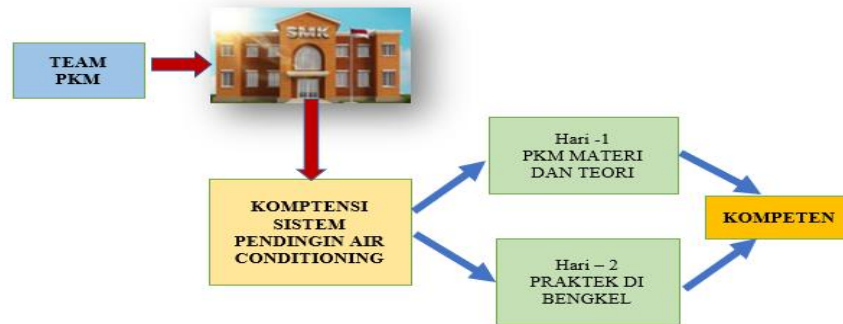 TEAM
PKM
SMK
KOMPTENSI
SISTEM
PENDINGIN AIR
CONDITIONING
Hari -1
PKM MATERI
DAN TEORI
Hari – 2
PRAKTEK DI
BENGKEL
KOMPETEN